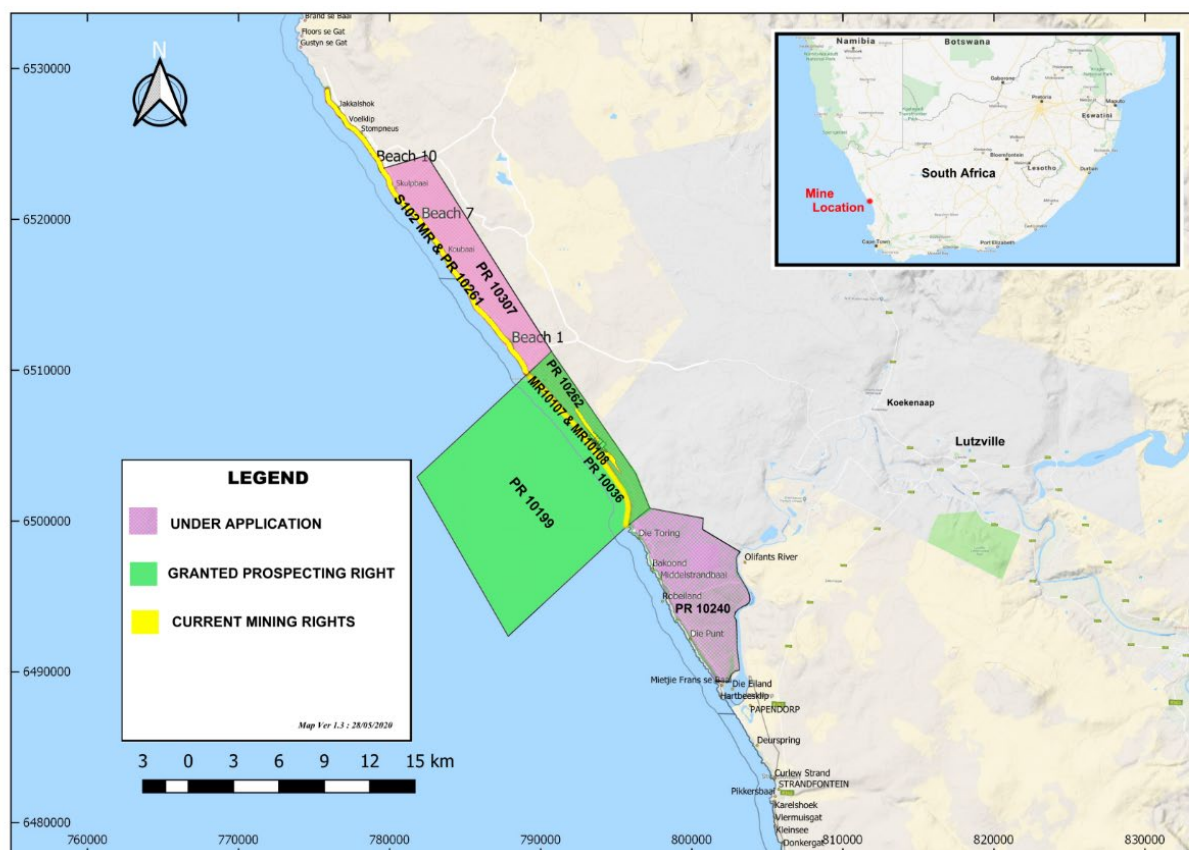 Brand se Baai
Floors se Gat
Gustyn se Gat
N
6530000
6520000
6510000
6500000
6490000
6480000
Jakkalshok
Voelklip
Stompneus
Beach 10
Skulpbaai
S102 MR & PR 10261
Beach 7
Koubaai
PR 10307
Beach 1
PR 10262
MR10107 & MR10108
PR 10036
PR 10199
Namibia
Botswana
Gaborone
Pretoria
Maputo
Eswatini
Bloemfontein
Lesotho
Durban
South Africa
Mine
Location
Cape Town
Port Elizabeth
Koekenaap
Lutzville
Die Toring
Olifants River
Bakoond
Middelstrandbaai
Robeiland
PR 10240
Die Punt
Mietjie Frans se Baai
Die Eiland
Hartbeesklip
PAPENDORP
Deurspring
Curlew Strand
STRANDFONTEIN
Pikkersbaai
Karelshoek
Viermuisgat
Kleinsee
Donkergat
LEGEND
UNDER APPLICATION
GRANTED PROSPECTING RIGHT
CURRENT MINING RIGHTS
Map Ver 1.3 : 28/05/2020
3 0 3 6 9 12 15 km
760000 770000 780000 790000 800000 810000 820000 830000